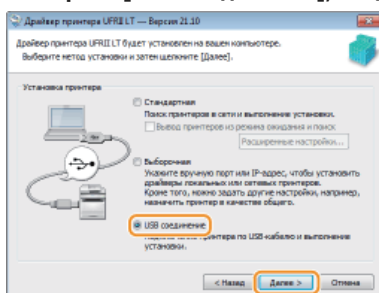 Драйвер принтера UFRII LT — Версия 21.10
Драйвер принтера UFRII LT будет установлен на вашем компьютере.
Выберите метод установки и затем щелкните [Далее].
Установка принтера
Стандартная
Поиск принтеров в сети и выполнение установки.
Вывод принтеров из режима ожидания и поиск
Расширенные настройки...
Выборочная
Укажите вручную порт или IP-адрес, чтобы установить
драйверы локальных или сетевых принтеров.
Кроме того, можно задать другие настройки, например,
назначить принтер в качестве общего.
USB соединение
принтера по USB-кабелю и выполнение
установки.
< Назад
Далее >
Отмена